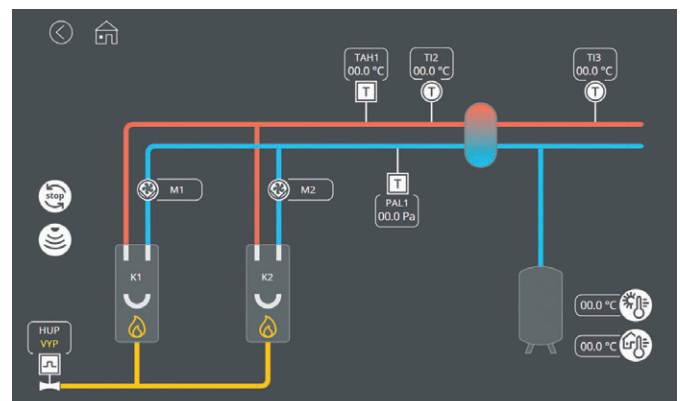 TAH1
00.0 °C
TI2
00.0 °C
TI3
00.0 °C
T
T
T
M1
M2
T
PAL1
00.0 Pa
stop
K1
K2
00.0 °C
HUP
VYP
00.0 °C